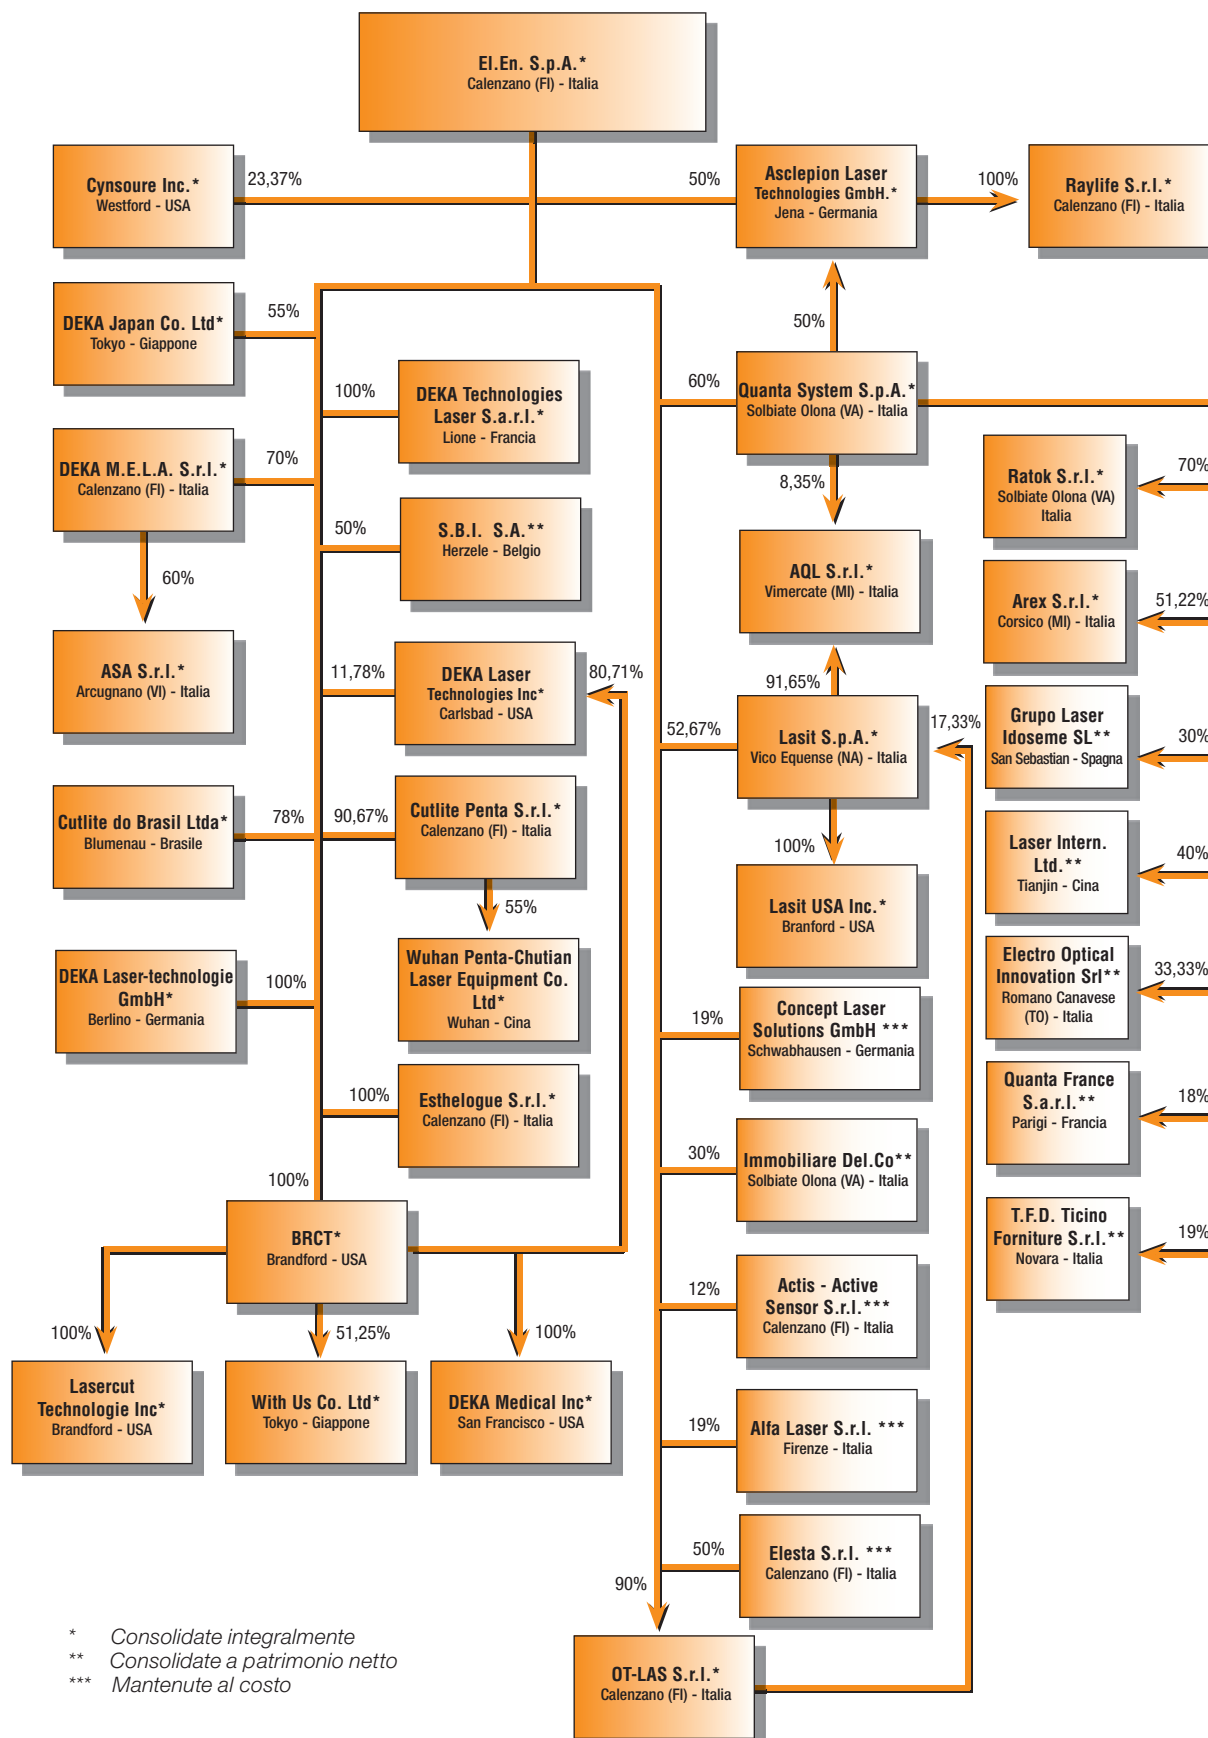 El.En. S.p.A.*
Calenzano (FI) - Italia
Cynsoure Inc.*
Westford - USA
23,37%
50%
Asclepion Laser
Technologies GmbH.*
Jena - Germania
100%
Raylife S.r.l.*
Calenzano (FI) - Italia
DEKA Japan Co. Ltd*
Tokyo - Giappone
55%
50%
100%
DEKA Technologies
Laser S.a.r.l.*
Lione - Francia
60%
Quanta System S.p.A.*
Solbiate Olona (VA) - Italia
DEKA M.E.L.A. S.r.l.*
Calenzano (FI) - Italia
70%
8,35%
Ratok S.r.l.*
Solbiate Olona (VA)
Italia
70%
50%
S.B.I. S.A.**
Herzele - Belgio
60%
AQL S.r.l.*
Vimercate (MI) - Italia
Arex S.r.l.*
Corsico (MI) - Italia
51,22%
ASA S.r.l.*
Arcugnano (VI) - Italia
11,78%
DEKA Laser
Technologies Inc*
Carlsbad - USA
80,71%
91,65%
52,67%
Lasit S.p.A.*
Vico Equense (NA) - Italia
17,33%
Grupo Laser
Idoseme SL**
San Sebastian - Spagna
30%
Cutlite do Brasil Ltda*
Blumenau - Brasile
78%
90,67%
Cutlite Penta S.r.l.*
Calenzano (FI) - Italia
100%
Laser Intern.
Ltd.**
Tianjin - Cina
40%
55%
Lasit USA Inc.*
Branford - USA
DEKA Laser-technologie
GmbH*
Berlino - Germania
100%
Wuhan Penta-Chutian
Laser Equipment Co.
Ltd*
Wuhan - Cina
Electro Optical
Innovation Srl**
Romano Canavese
(TO) - Italia
33,33%
19%
Concept Laser
Solutions GmbH ***
Schwabhausen - Germania
100%
Esthelogue S.r.l.*
Calenzano (FI) - Italia
Quanta France
S.a.r.l.**
Parigi - Francia
18%
30%
Immobiliare Del.Co**
Solbiate Olona (VA) - Italia
100%
BRCT*
Brandford - USA
T.F.D. Ticino
Forniture S.r.l.**
Novara - Italia
19%
12%
Actis - Active
Sensor S.r.l.***
Calenzano (FI) - Italia
100%
51,25%
100%
Lasercut
Technologie Inc*
Brandford - USA
With Us Co. Ltd*
Tokyo - Giappone
DEKA Medical Inc*
San Francisco - USA
19%
Alfa Laser S.r.l. ***
Firenze - Italia
50%
Elesta S.r.l. ***
Calenzano (FI) - Italia
90%
OT-LAS S.r.l.*
Calenzano (FI) - Italia
* Consolidate integralmente
** Consolidate a patrimonio netto
*** Mantenute al costo